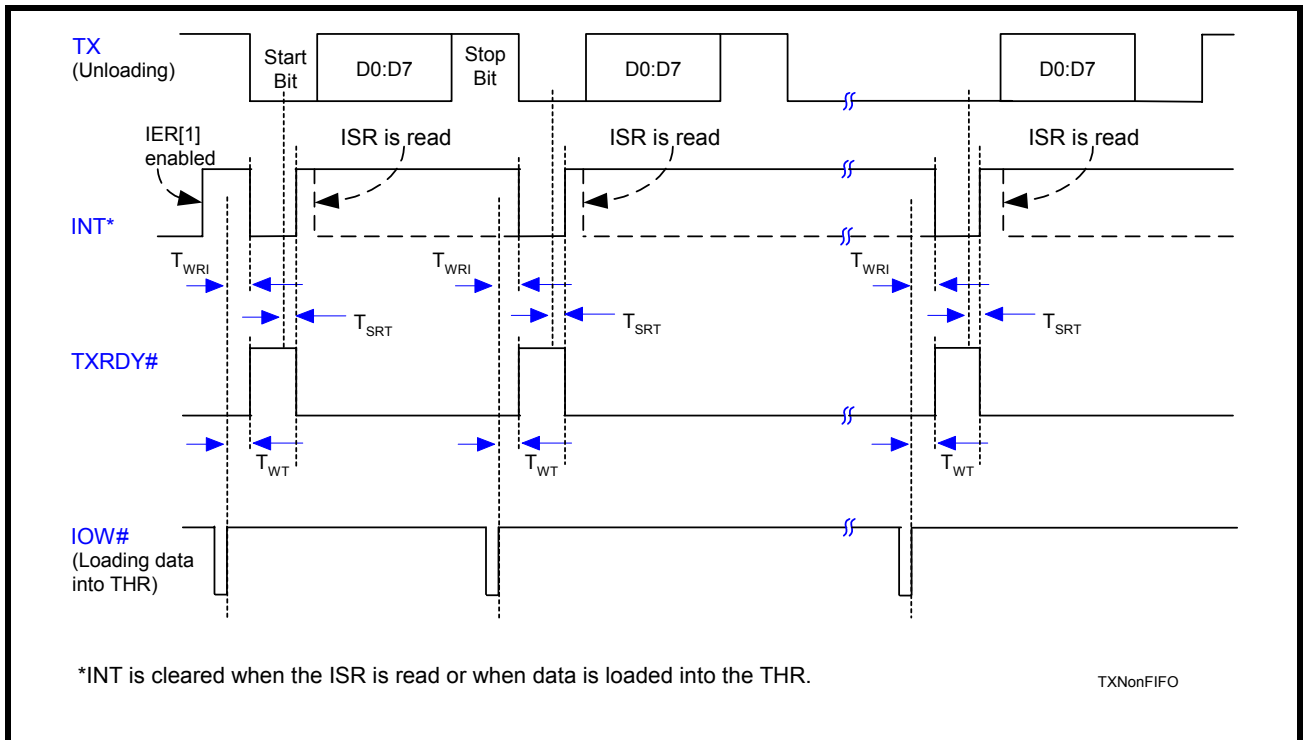 TX
(Unloading)
Start
Bit
D0:D7
Stop
Bit
D0:D7
D0:D7
IER[1]
enabled
ISR is read
ISR is read
ISR is read
INT*
TWRI
TWRI
TWRI
TSRT
TSRT
TSRT
TXRDY#
TWT
TWT
TWT
IOW#
(Loading data
into THR)
*INT is cleared when the ISR is read or when data is loaded into the THR.
TXNonFIFO